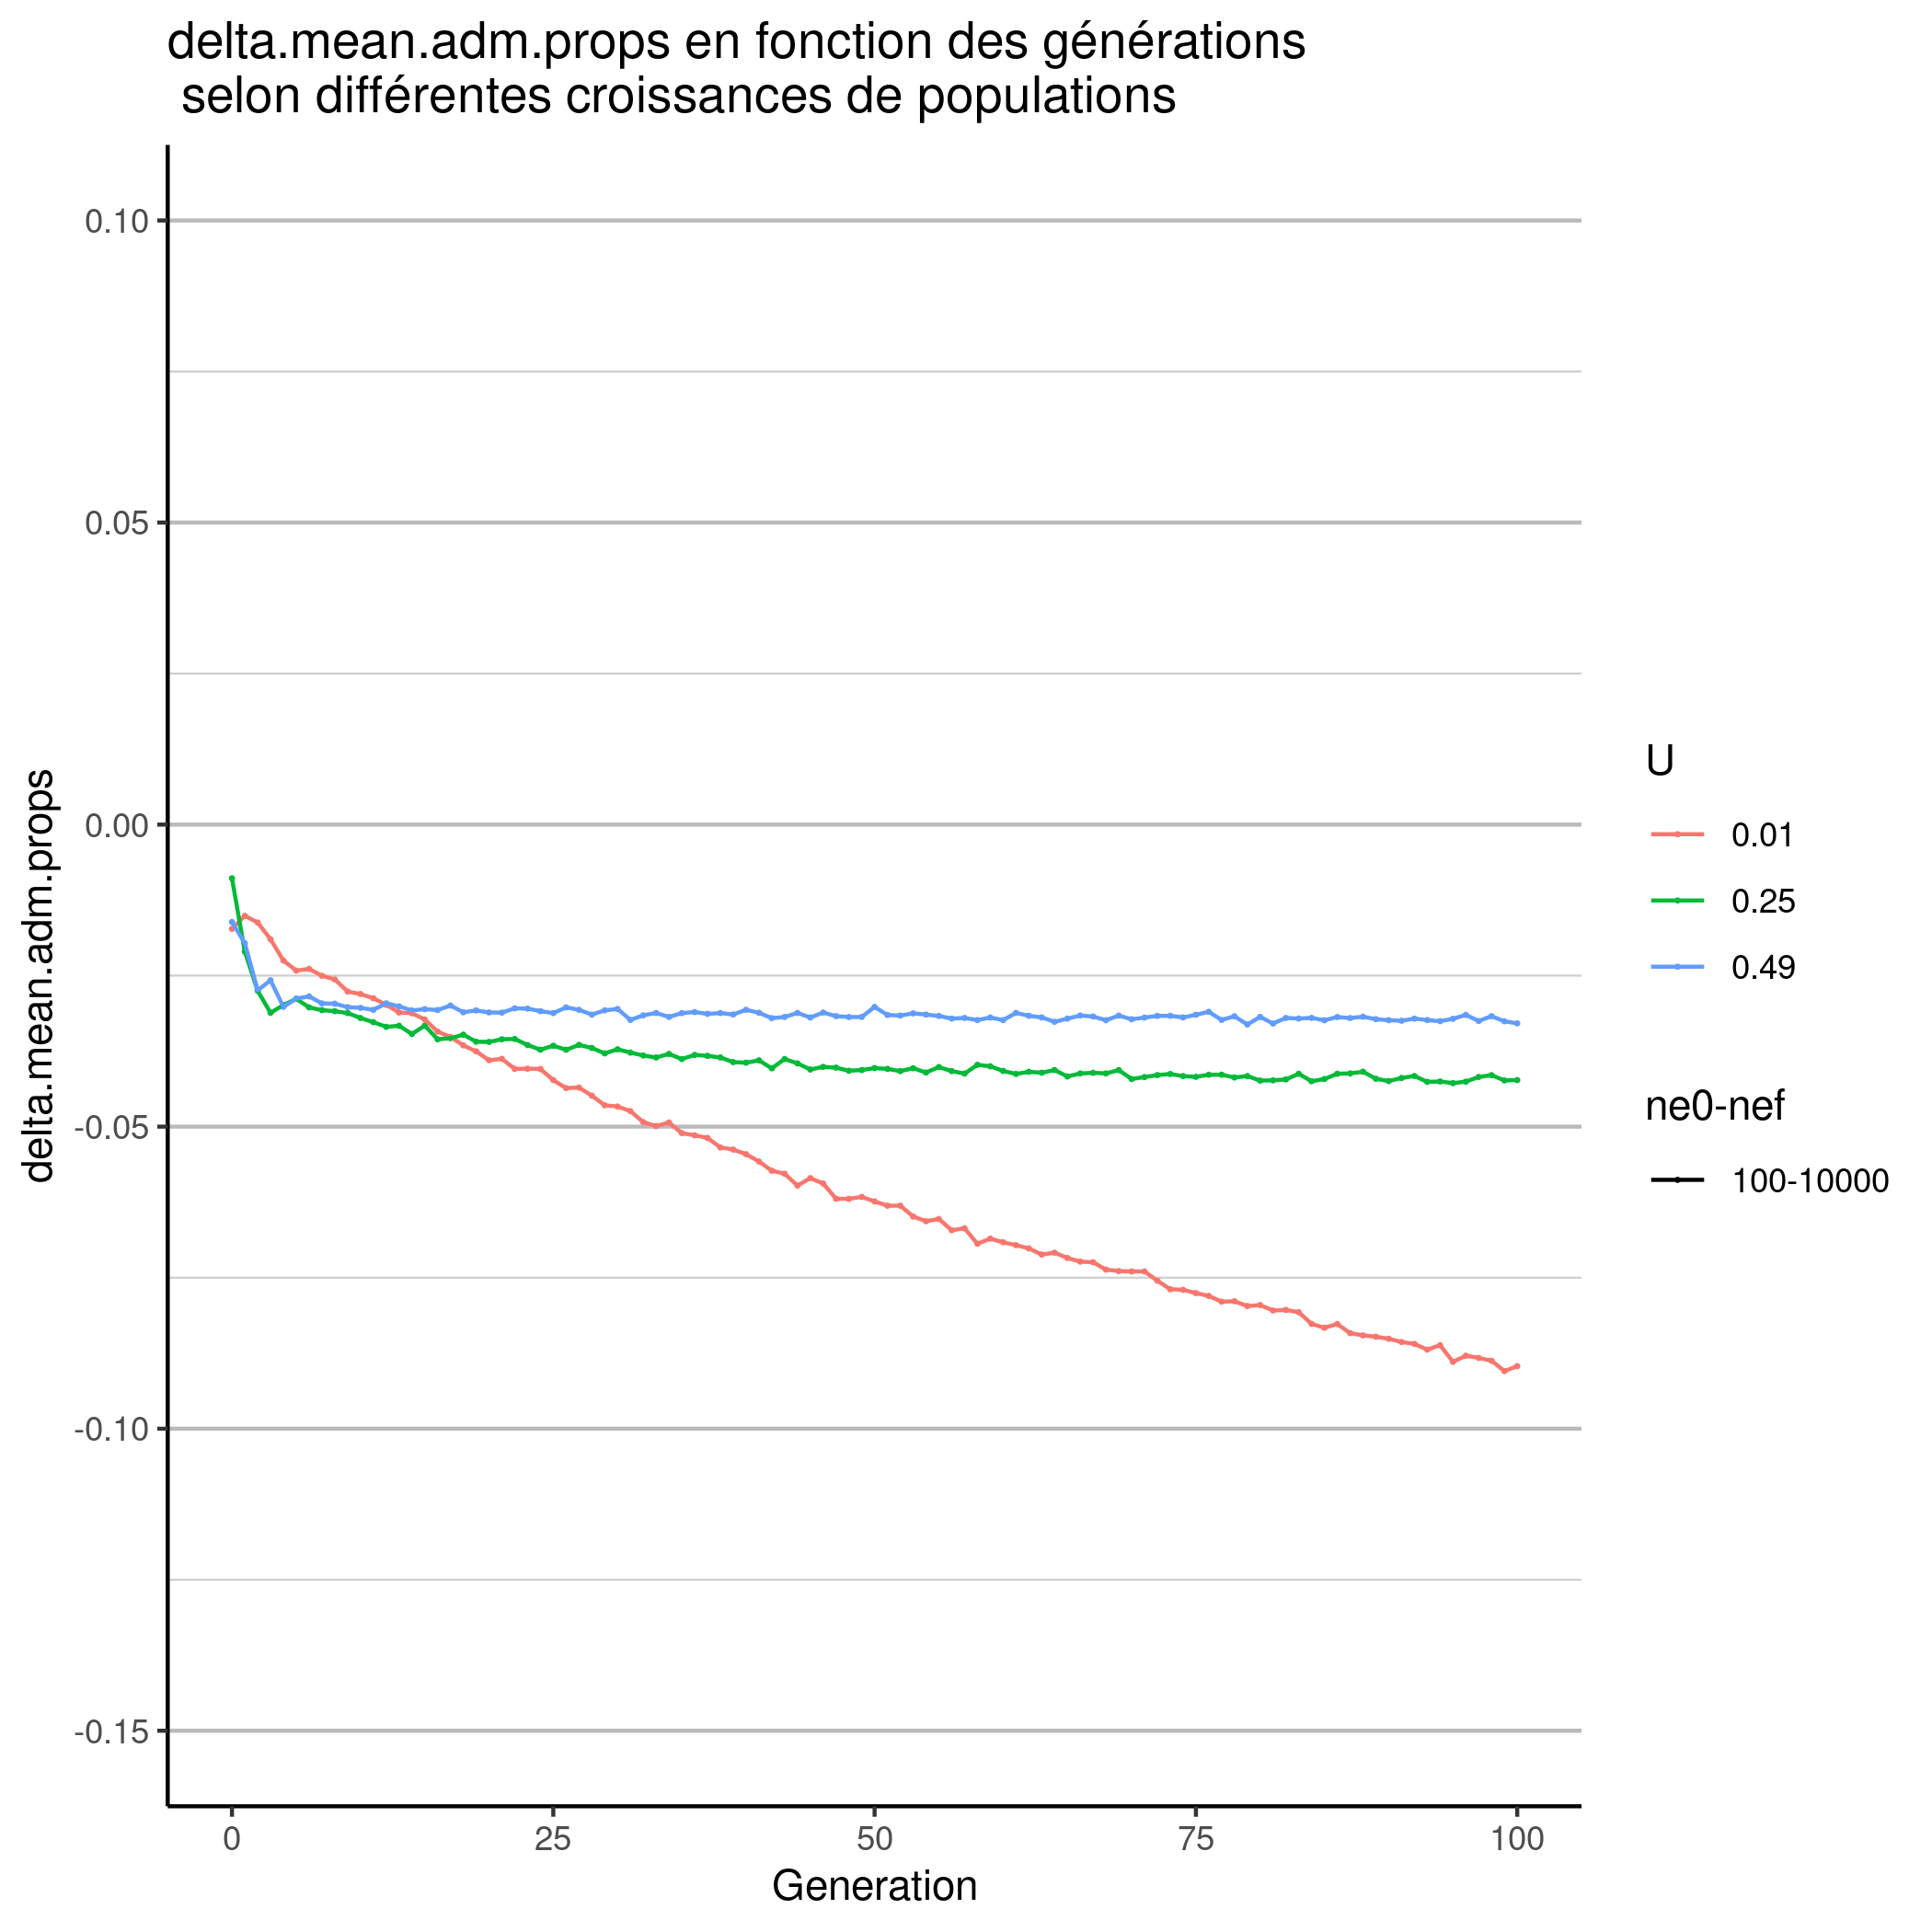 delta.mean.adm.props en fonction des générations
selon différentes croissances de populations
delta.mean.adm.props
0.10
0.05
0.00
-0.05
-0.10
-0.15
0
25
50
75
100
Generation
U
0.01
0.25
0.49
ne0-nef
100-10000